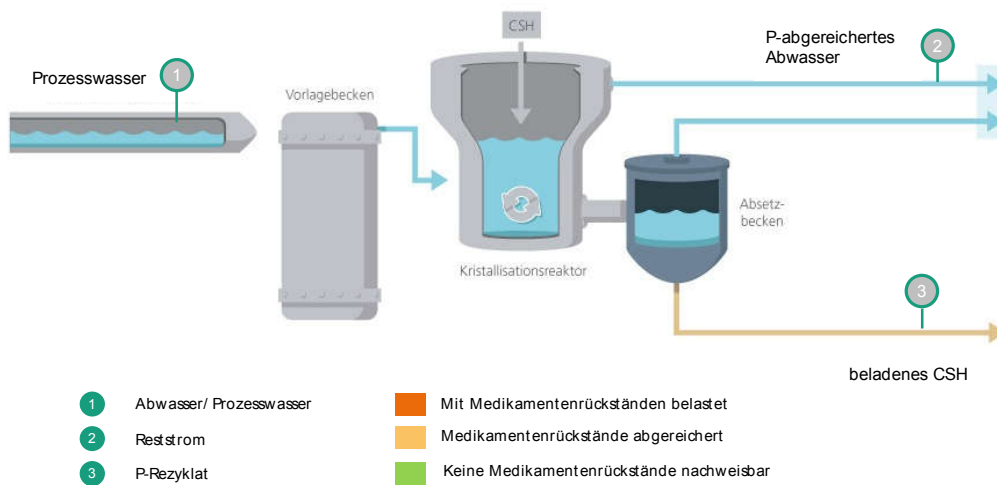 CSH
P-abgereichertes
Abwasser
2
Prozesswasser
1
Vorlagebecken
Absetz-
becken
Kristallisationsreaktor
3
beladenes CSH
1 Abwasser/ Prozesswasser
Mit Medikamentenrückständen belastet
2 Reststrom
Medikamentenrückstände abgereichert
3 P-Rezyklat
Keine Medikamentenrückstände nachweisbar